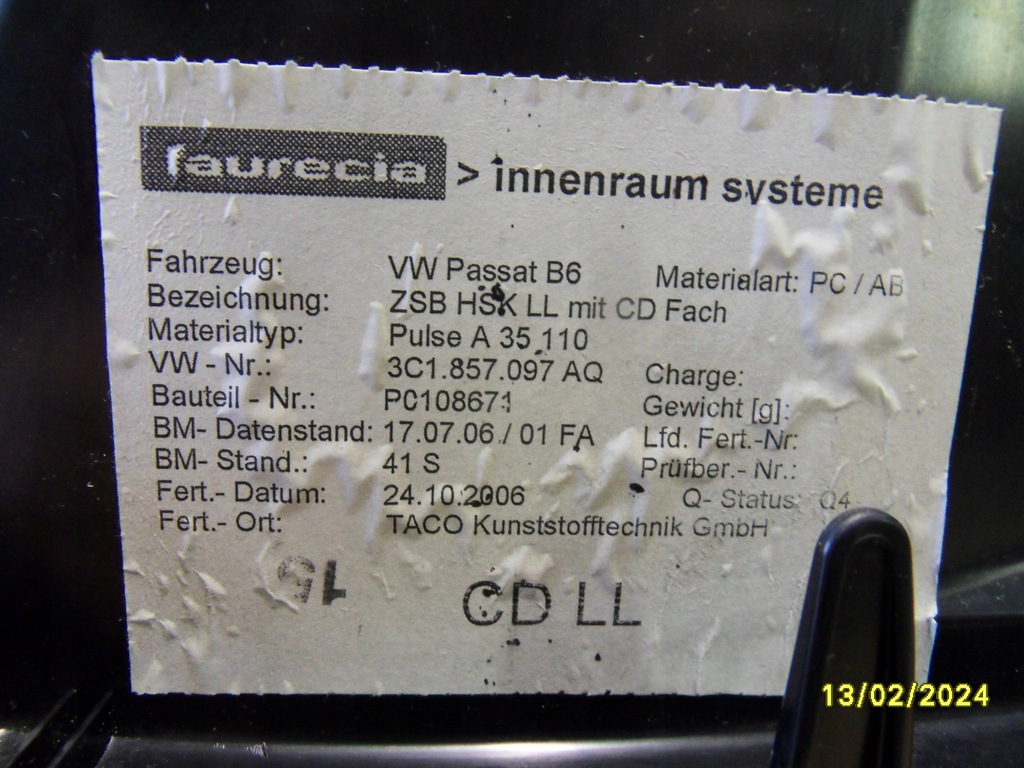 faurecia > innenraum systeme
Fahrzeug: VW Passat B6 Materialart: PC / AB
Bezeichnung: ZSB HSK LL mit CD Fach
Materialtyp: Pulse A 35 110
VW - Nr.: 3C1.857.097 AQ Charge:
Bauteil - Nr.: P0108671 Gewicht [g]:
BM- Datenstand: 17.07.06 / 01 FA Lfd. Fert.-Nr:
BM- Stand.: 41 S Prüfber.- Nr.:
Fert.- Datum: 24.10.2006 Q- Status: Q4
Fert.- Ort: TACO Kunststofftechnik GmbH
15
CD LL
13/02/2024